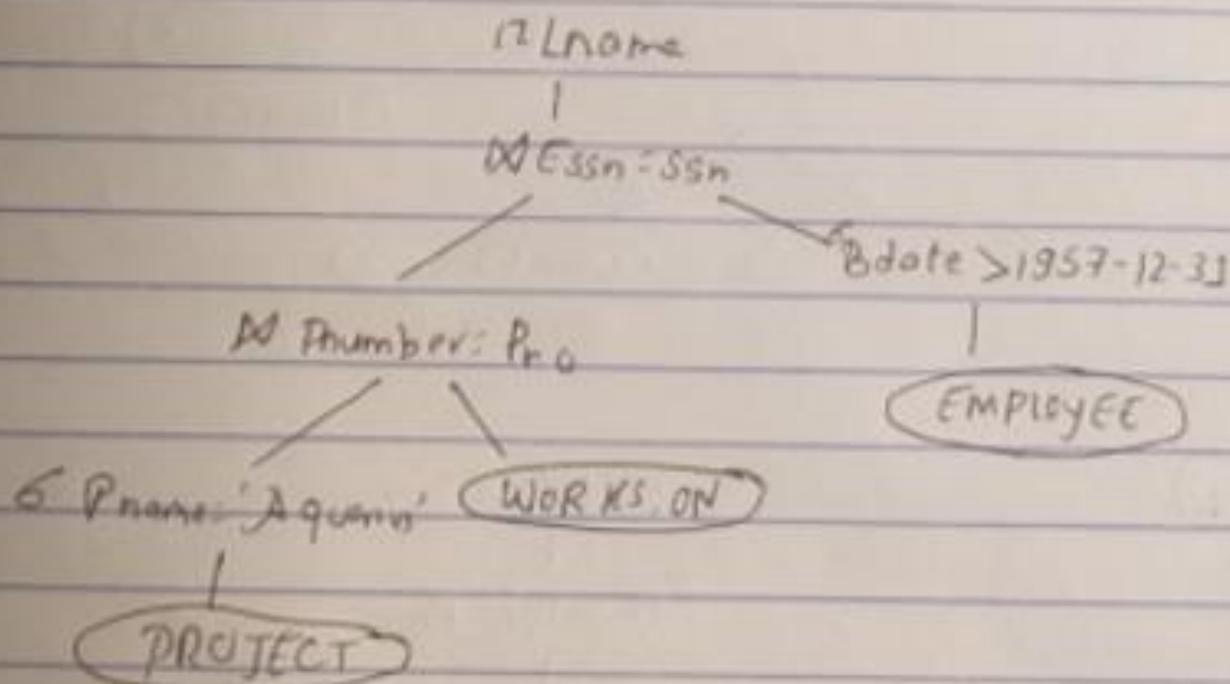 π Lname
⋈ Essn = Ssn
σ Bdate > 1957-12-31
⋈ Pnumber = Pno
EMPLOYEE
σ Pname = 'Aquarius'
WORKS_ON
PROJECT